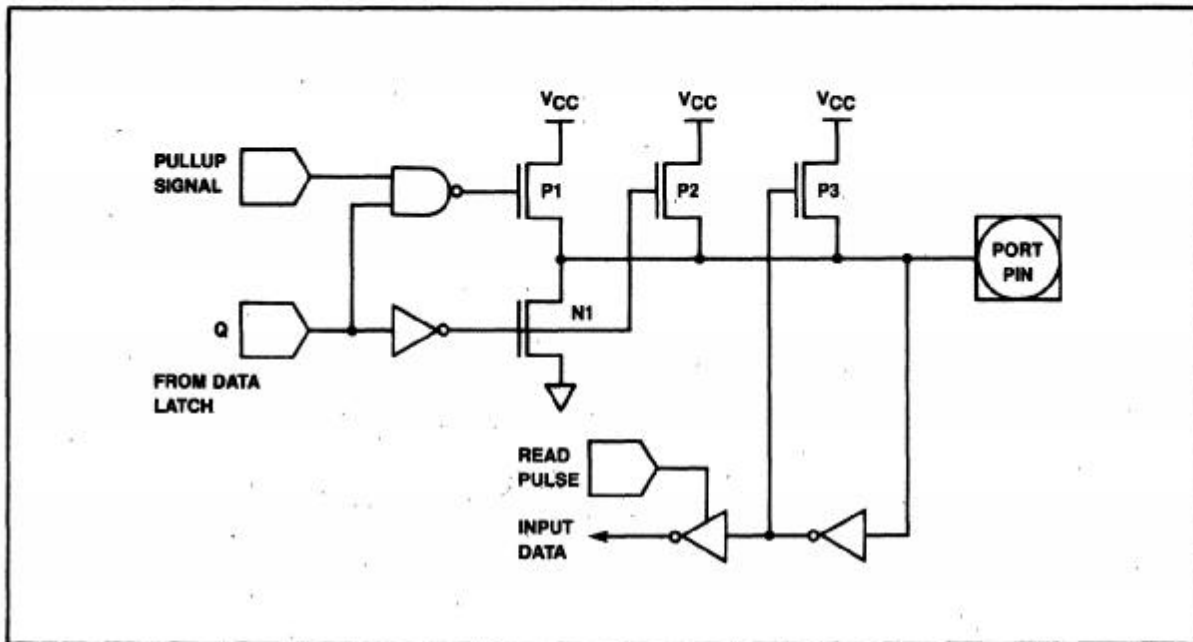 VCC
VCC
VCC
PULLUP
SIGNAL
P1
P2
P3
PORT
PIN
Q
N1
FROM DATA
LATCH
READ
PULSE
INPUT
DATA